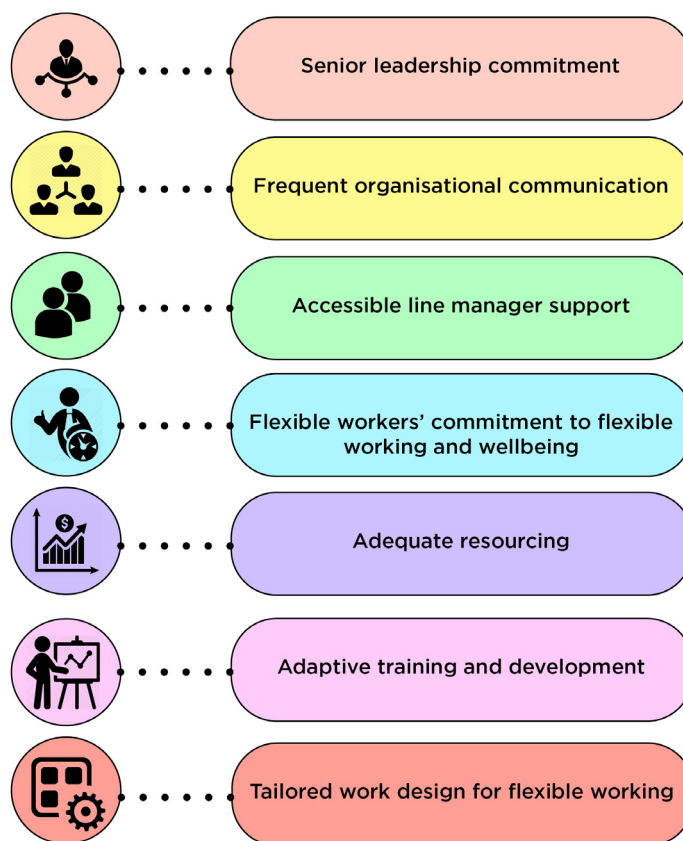 Senior leadership commitment
Frequent organisational communication
Accessible line manager support
Flexible workers’ commitment to flexible
working and wellbeing
$
Adequate resourcing
Adaptive training and development
Tailored work design for flexible working